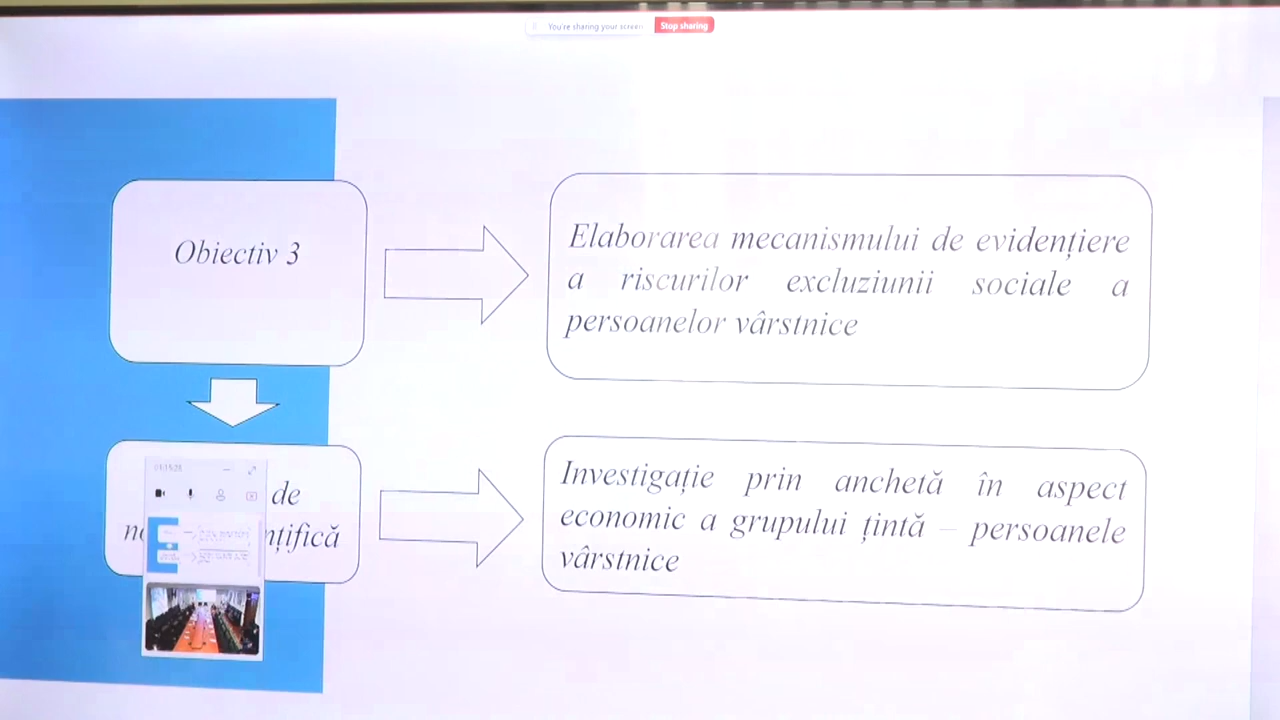 You're sharing your screen
Stop sharing
Obiectiv 3
Elaborarea mecanismului de evidențiere
a riscurilor excluziunii sociale a
persoanelor vârstnice
de
Investigație prin anchetă în aspect
economic a grupului țintă – persoanele
vârstnice